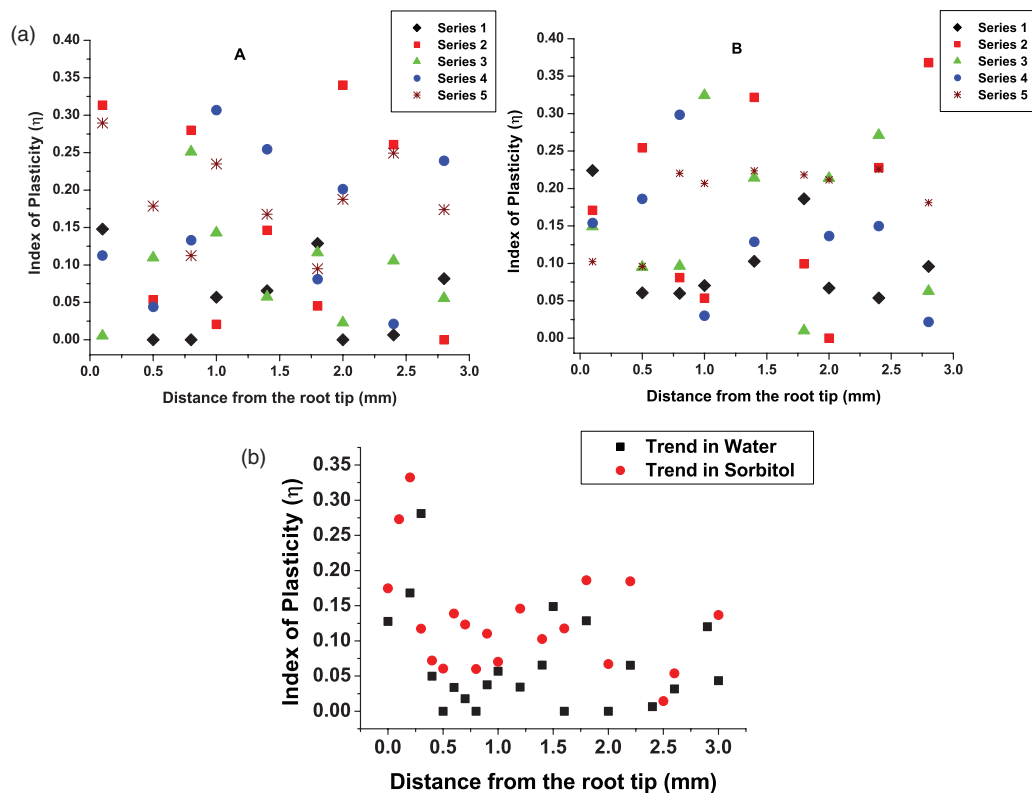 (a)
A
Series 1
Series 2
Series 3
Series 4
Series 5
0.40
0.35
0.30
0.25
0.20
0.15
0.10
0.05
0.00
Index of Plasticity (η)
0.0 0.5 1.0 1.5 2.0 2.5 3.0
Distance from the root tip (mm)
B
Series 1
Series 2
Series 3
Series 4
Series 5
0.40
0.35
0.30
0.25
0.20
0.15
0.10
0.05
0.00
Index of Plasticity (η)
0.0 0.5 1.0 1.5 2.0 2.5 3.0
Distance from the root tip (mm)
(b)
Trend in Water
Trend in Sorbitol
0.35
0.30
0.25
0.20
0.15
0.10
0.05
0.00
Index of Plasticity (η)
0.0 0.5 1.0 1.5 2.0 2.5 3.0
Distance from the root tip (mm)